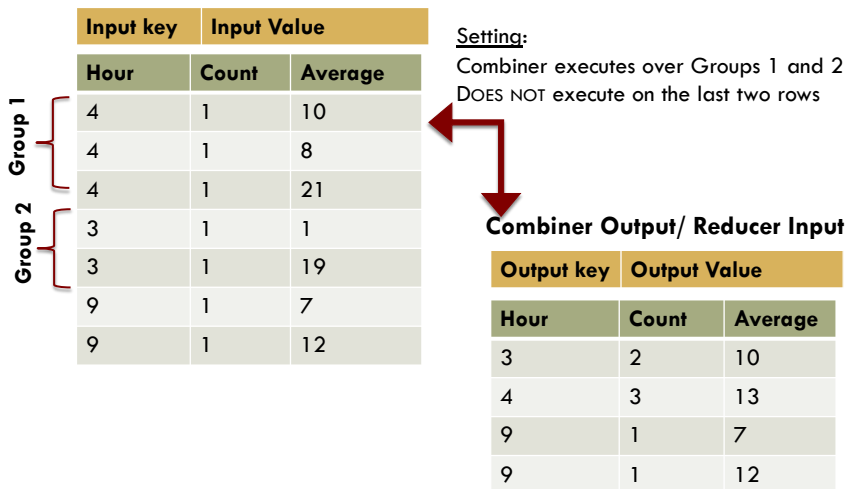 Input key Input Value
Hour Count Average
Group 1
4 1 10
4 1 8
4 1 21
Group 2
3 1 1
3 1 19
9 1 7
9 1 12
Setting:
Combiner executes over Groups 1 and 2
DOES NOT execute on the last two rows
Combiner Output/ Reducer Input
Output key Output Value
Hour Count Average
3 2 10
4 3 13
9 1 7
9 1 12